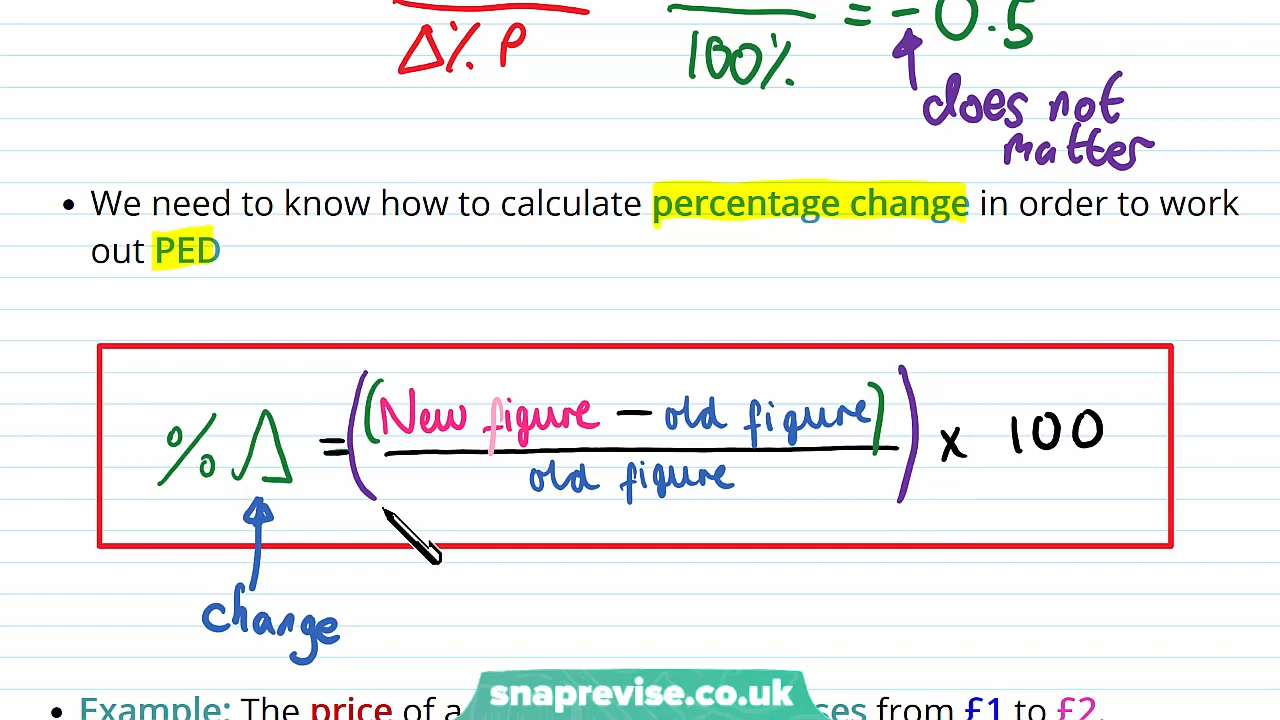 Δ% P
100%
= - 0.5
does not
matter
• We need to know how to calculate percentage change in order to work
out PED
% Δ = ((New figure - old figure) / old figure) x 100
change
snaprevise.co.uk
• Example: The price of a from £1 to £2.